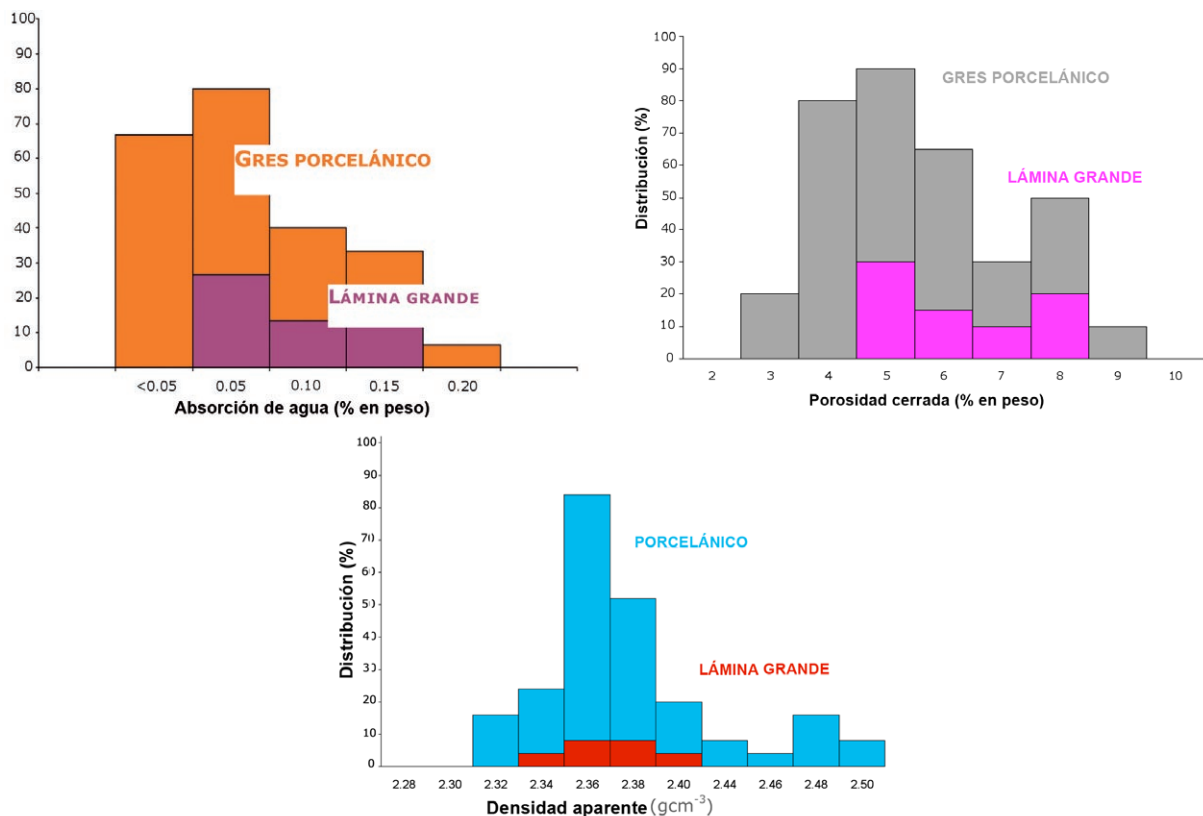 100
90
80
70
60
50
40
30
20
10
0
GRES PORCELÁNICO
LÁMINA GRANDE
<0.05 0.05 0.10 0.15 0.20
Absorción de agua (% en peso)
Distribución (%)
100
90
80
70
60
50
40
30
20
10
0
GRES PORCELÁNICO
LÁMINA GRANDE
2 3 4 5 6 7 8 9 10
Porosidad cerrada (% en peso)
Distribución (%)
100
90
80
70
60
50
40
30
20
10
0
PORCELÁNICO
LÁMINA GRANDE
2.28 2.30 2.32 2.34 2.36 2.38 2.40 2.44 2.46 2.48 2.50
Densidad aparente (gcm⁻³)